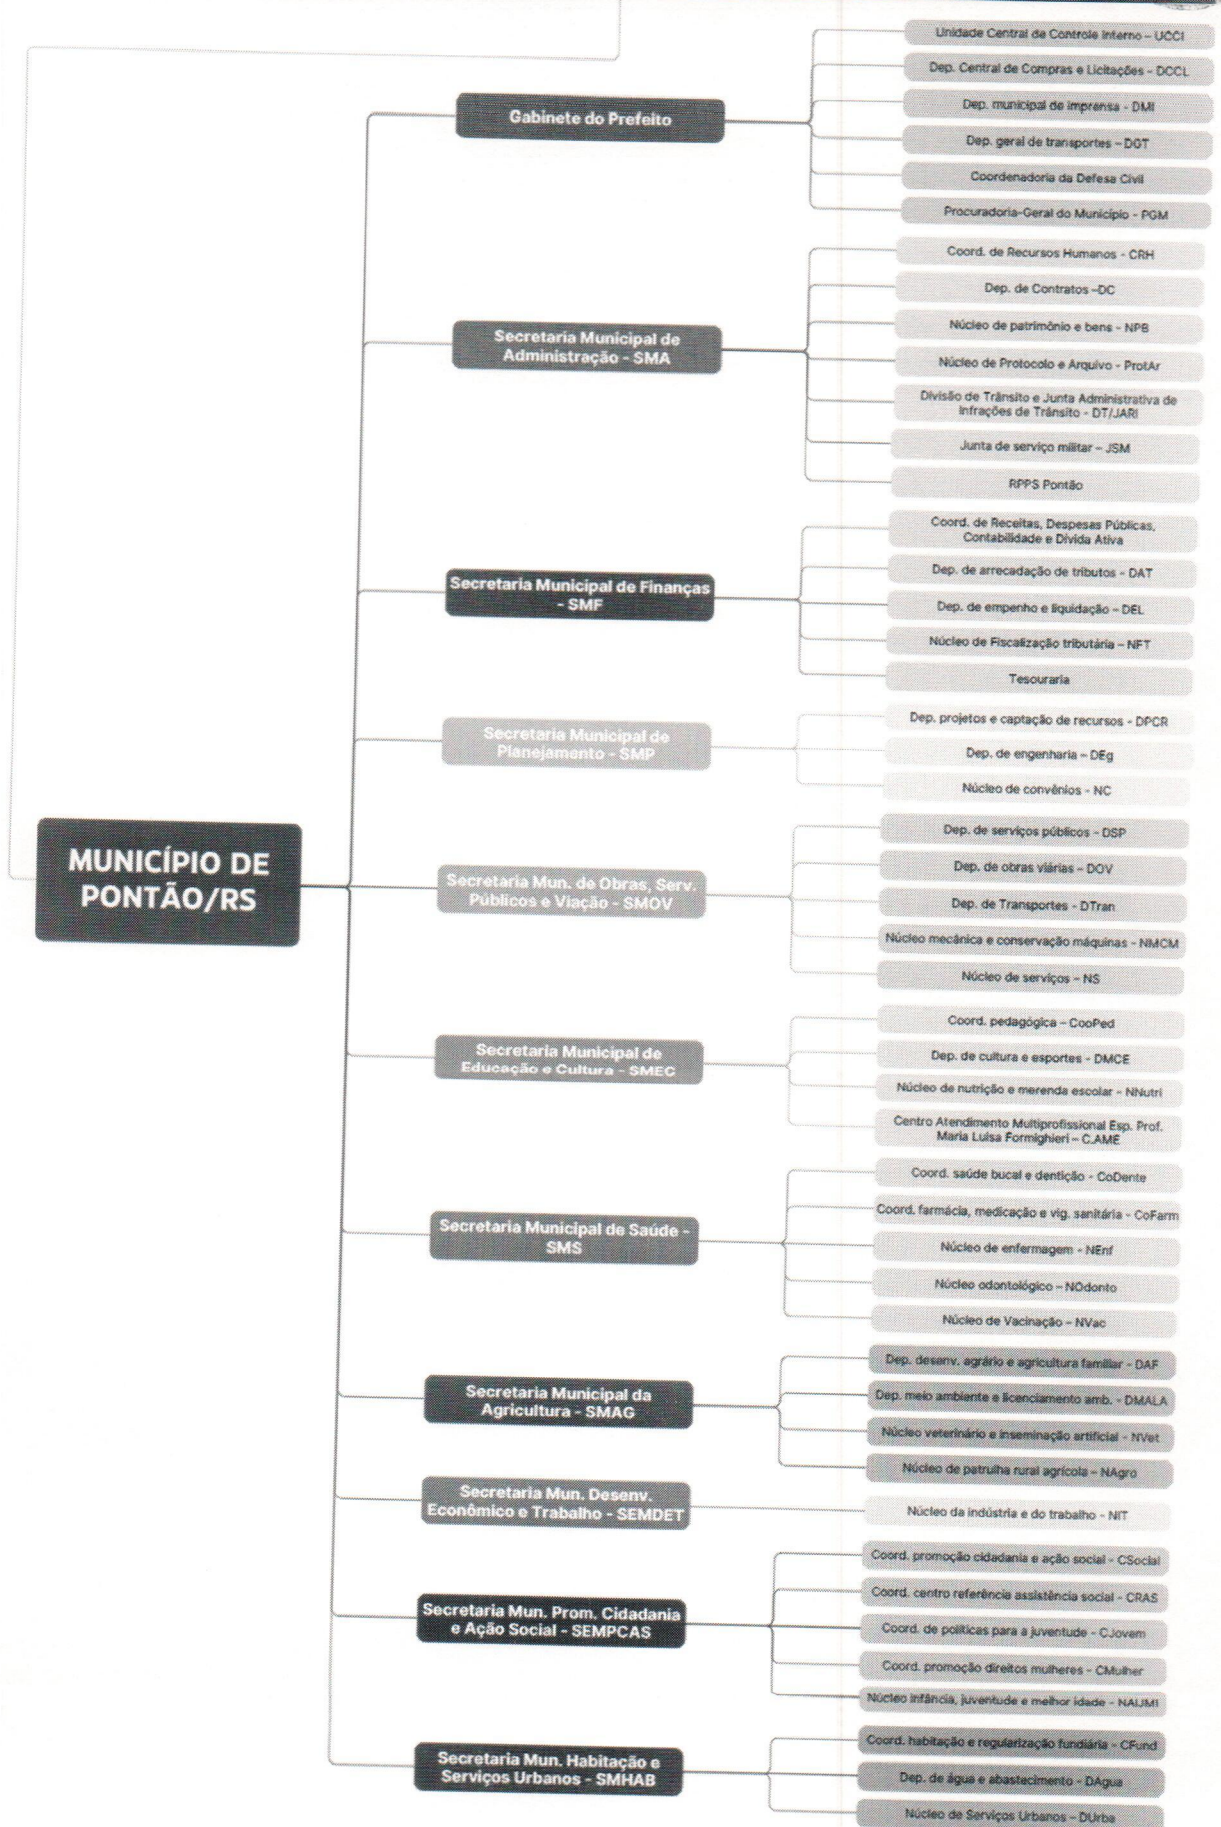 Unidade Central de Controle Interno – UCCI
Dep. Central de Compras e Licitações - DCCL
Dep. municipal de imprensa - DMI
Dep. geral de transportes – DGT
Coordenadoria da Defesa Civil
Procuradoria-Geral do Município - PGM
Gabinete do Prefeito
Coord. de Recursos Humanos - CRH
Dep. de Contratos –DC
Núcleo de patrimônio e bens - NPB
Núcleo de Protocolo e Arquivo - ProtAr
Divisão de Trânsito e Junta Administrativa de
Infrações de Trânsito - DT/JARI
Junta de serviço militar – JSM
RPPS Pontão
Secretaria Municipal de
Administração - SMA
Coord. de Receitas, Despesas Públicas,
Contabilidade e Dívida Ativa
Dep. de arrecadação de tributos - DAT
Dep. de empenho e liquidação – DEL
Núcleo de Fiscalização tributária – NFT
Tesouraria
Secretaria Municipal de Finanças
- SMF
Dep. projetos e captação de recursos - DPCR
Dep. de engenharia – DEg
Núcleo de convênios - NC
Secretaria Municipal de
Planejamento - SMP
MUNICÍPIO DE
PONTÃO/RS
Dep. de serviços públicos – DSP
Dep. de obras viárias – DOV
Dep. de Transportes - DTran
Núcleo mecânica e conservação máquinas - NMCM
Núcleo de serviços – NS
Secretaria Mun. de Obras, Serv.
Públicos e Viação - SMOV
Coord. pedagógica – CooPed
Dep. de cultura e esportes - DMCE
Núcleo de nutrição e merenda escolar - NNutri
Centro Atendimento Multiprofissional Esp. Prof.
Maria Luisa Formighieri – C.AME
Secretaria Municipal de
Educação e Cultura - SMEC
Coord. saúde bucal e dentição - CoDente
Coord. farmácia, medicação e vig. sanitária - CoFarm
Núcleo de enfermagem - NEnf
Núcleo odontológico – NOdonto
Núcleo de Vacinação – NVac
Secretaria Municipal de Saúde -
SMS
Dep. desenv. agrário e agricultura familiar - DAF
Dep. meio ambiente e licenciamento amb. - DMALA
Núcleo veterinário e inseminação artificial - NVet
Núcleo de patrulha rural agrícola – NAgro
Secretaria Municipal da
Agricultura - SMAG
Secretaria Mun. Desenv.
Econômico e Trabalho - SEMDET
Núcleo da indústria e do trabalho - NIT
Coord. promoção cidadania e ação social - CSocial
Coord. centro referência assistência social - CRAS
Coord. de políticas para a juventude - CJovem
Coord. promoção direitos mulheres - CMulher
Núcleo infância, juventude e melhor idade - NAIJMI
Secretaria Mun. Prom. Cidadania
e Ação Social - SEMPCAS
Coord. habitação e regularização fundiária - CFund
Dep. de água e abastecimento - DAgua
Núcleo de Serviços Urbanos – DUrba
Secretaria Mun. Habitação e
Serviços Urbanos - SMHAB